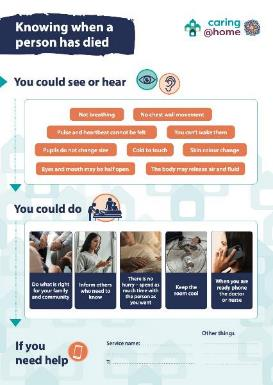 Knowing when a
person has died
caring
@home
You could see or hear
Not breathing
No chest wall movement
Pulse and heartbeat cannot be felt
You can't wake them
Pupils do not change size
Cold to touch
Skin colour change
Eyes and mouth may be half open
The body may release air and fluid
You could do
Do what is right
for your family
and community
Inform others
who need to
know
There is no
hurry – spend as
much time with
the person as
you want
Keep the
room cool
When you are
ready phone
the doctor
or nurse
Other things
If you
need help
Service name:
T: